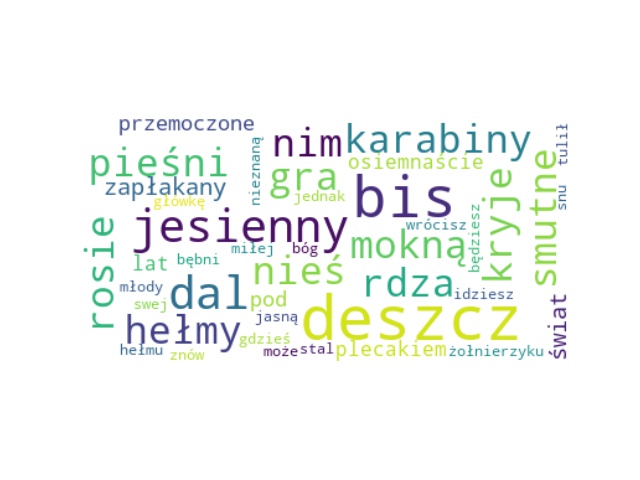 przemoczone
nim
karabiny
tulił
nieznaną
pieśni
osiemnaście
gra
zapłakany
jednak
główkę
bis
smutne
kryje
snu
jesienny
wrócisz
będziesz
rosie
mokną
miłej
bóg
lat
bębni
nieś
rdza
młody
dal
idziesz
swej
pod
deszcz
jasną
hełmy
świat
gdzieś
hełmu
znów
może
stal
plecakiem
żołnierzyku